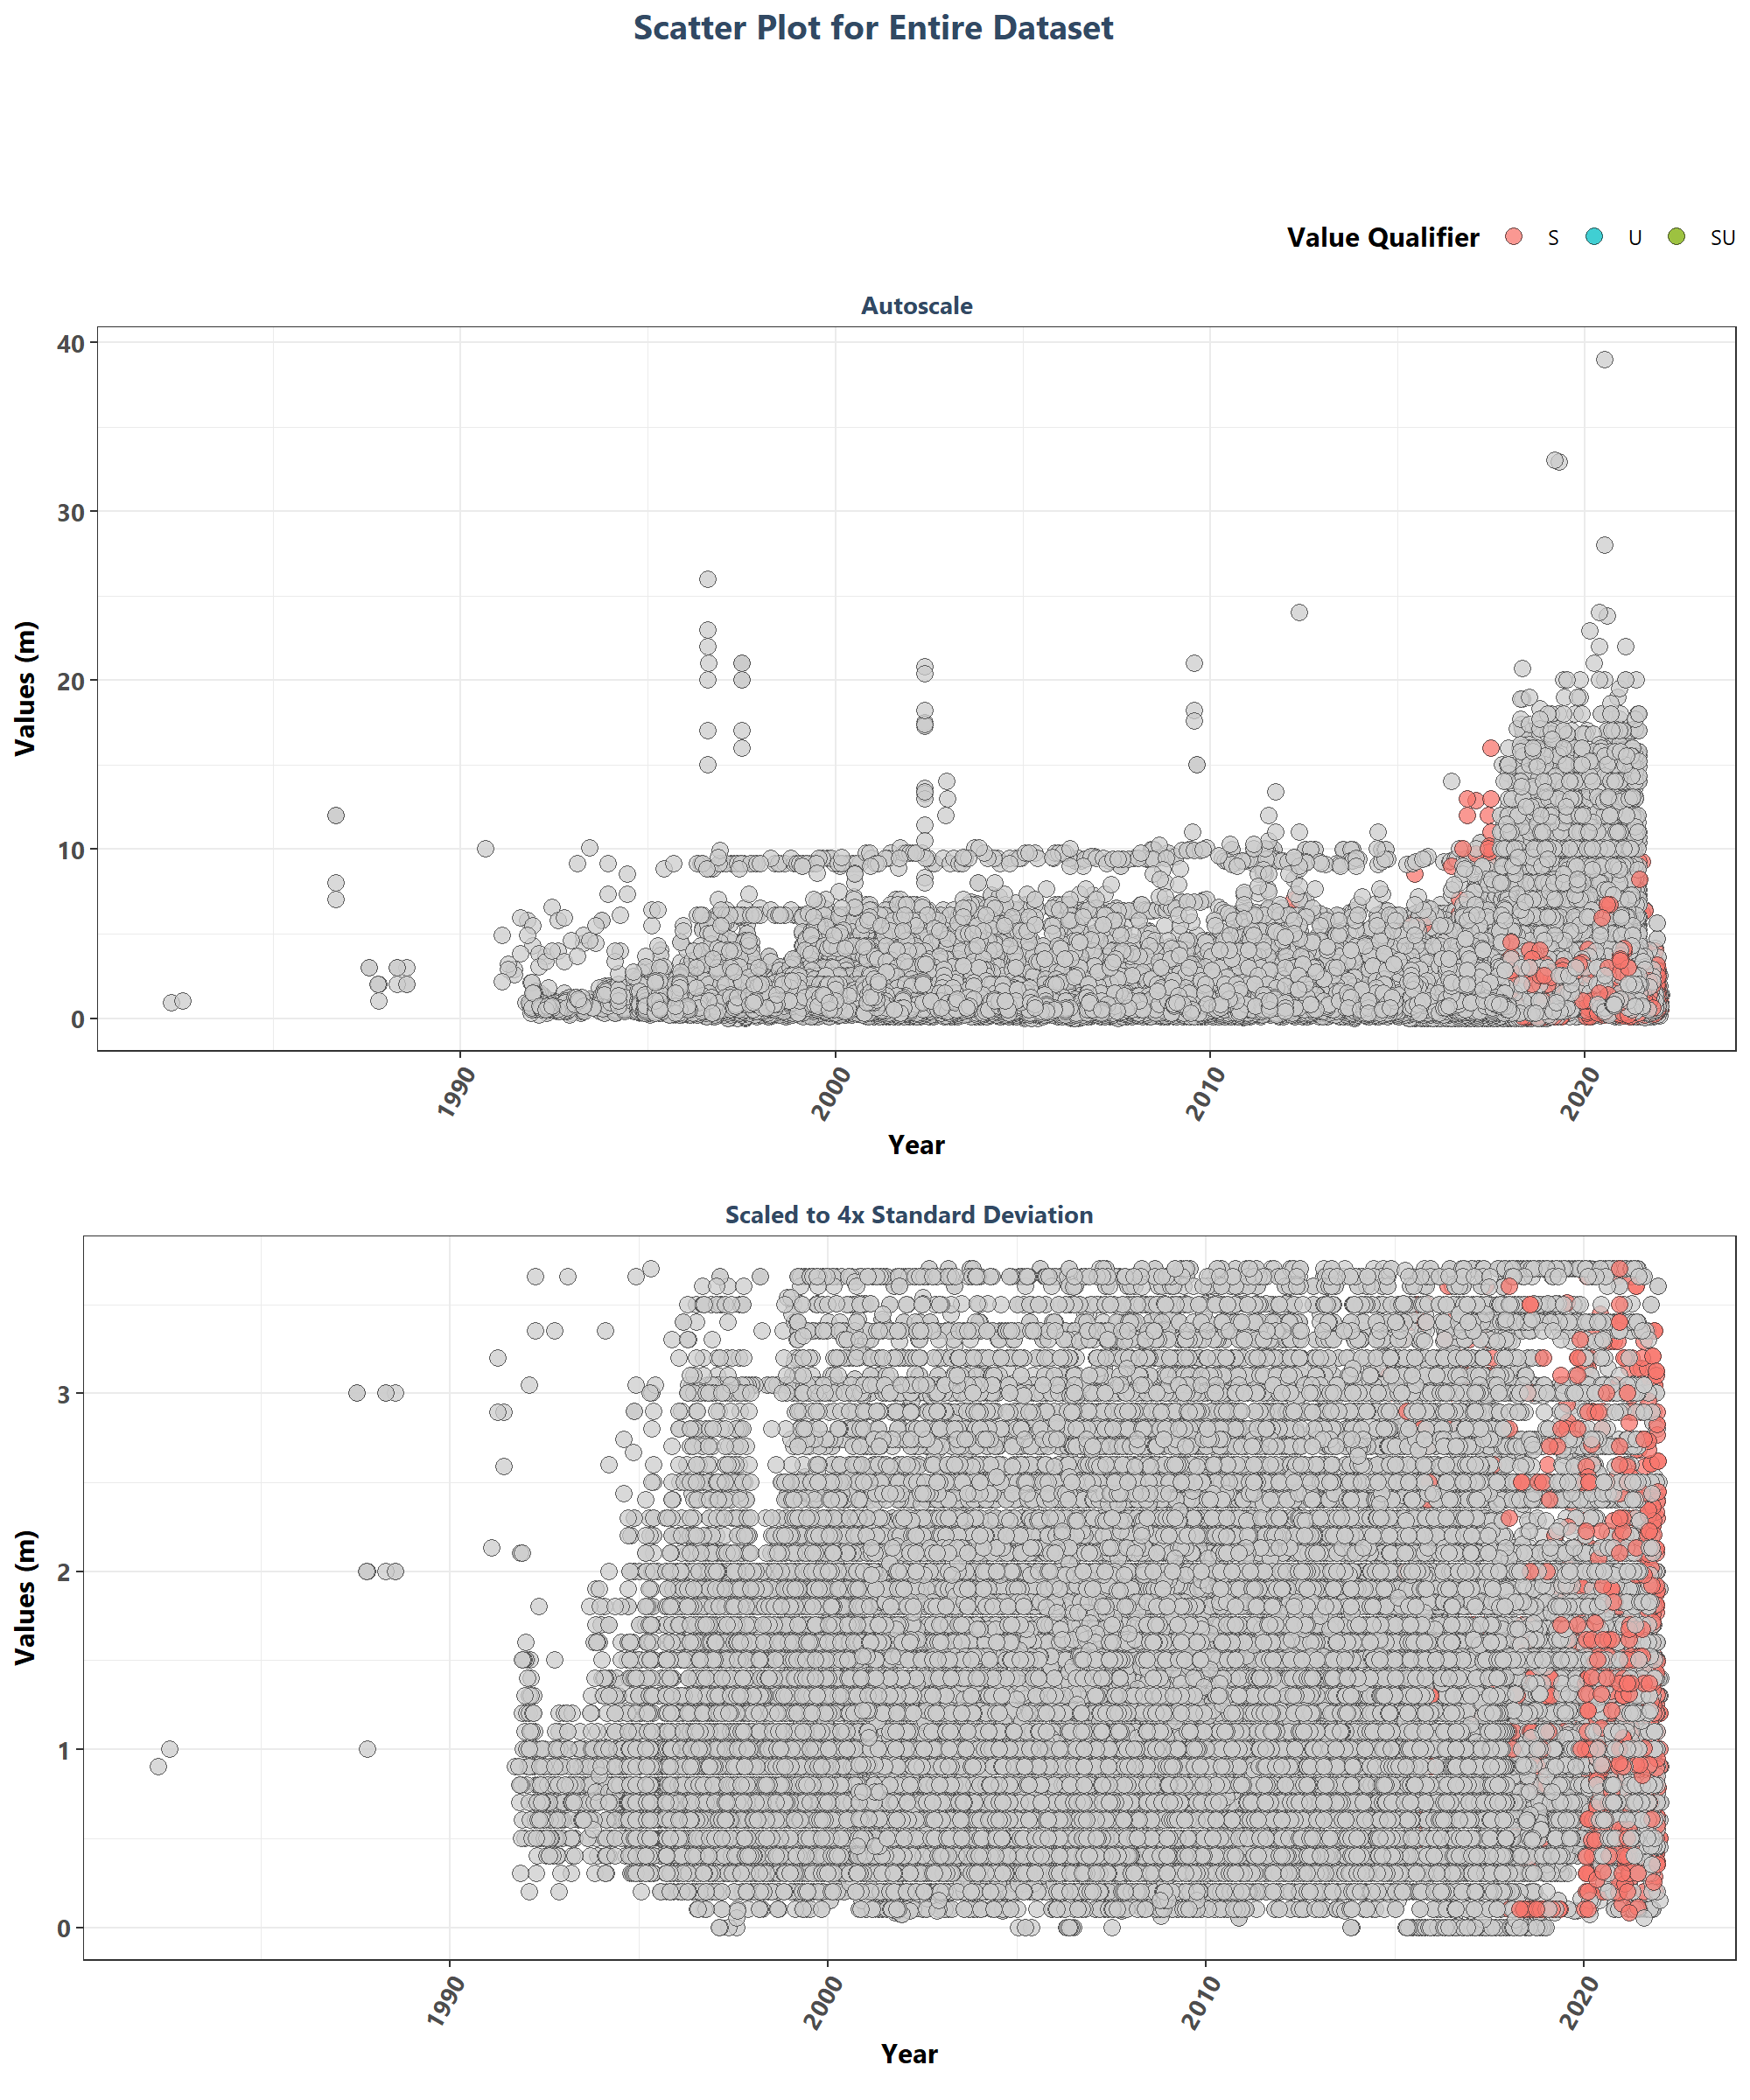 Scatter Plot for Entire Dataset
Value Qualifier S U SU
Autoscale
40
30
20
10
0
Values (m)
1990 2000 2010 2020
Year
Scaled to 4x Standard Deviation
3
2
1
0
Values (m)
1990 2000 2010 2020
Year